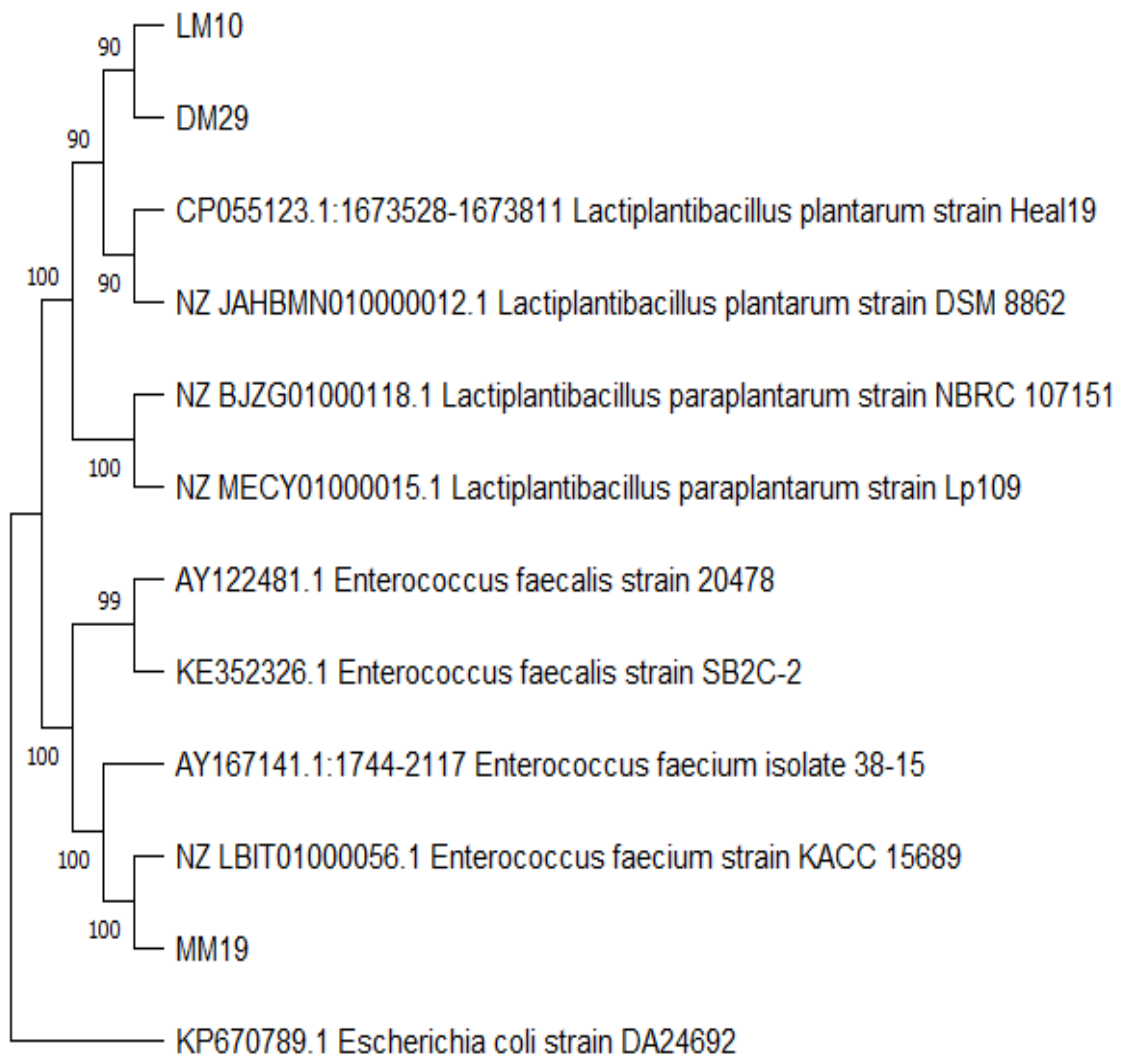 LM10
90
DM29
90
CP055123.1:1673528-1673811 Lactiplantibacillus plantarum strain Heal19
100
90
NZ JAHBMN010000012.1 Lactiplantibacillus plantarum strain DSM 8862
NZ BJZG01000118.1 Lactiplantibacillus paraplantarum strain NBRC 107151
100
NZ MECY01000015.1 Lactiplantibacillus paraplantarum strain Lp109
AY122481.1 Enterococcus faecalis strain 20478
99
KE352326.1 Enterococcus faecalis strain SB2C-2
100
AY167141.1:1744-2117 Enterococcus faecium isolate 38-15
100
NZ LBIT01000056.1 Enterococcus faecium strain KACC 15689
100
MM19
KP670789.1 Escherichia coli strain DA24692